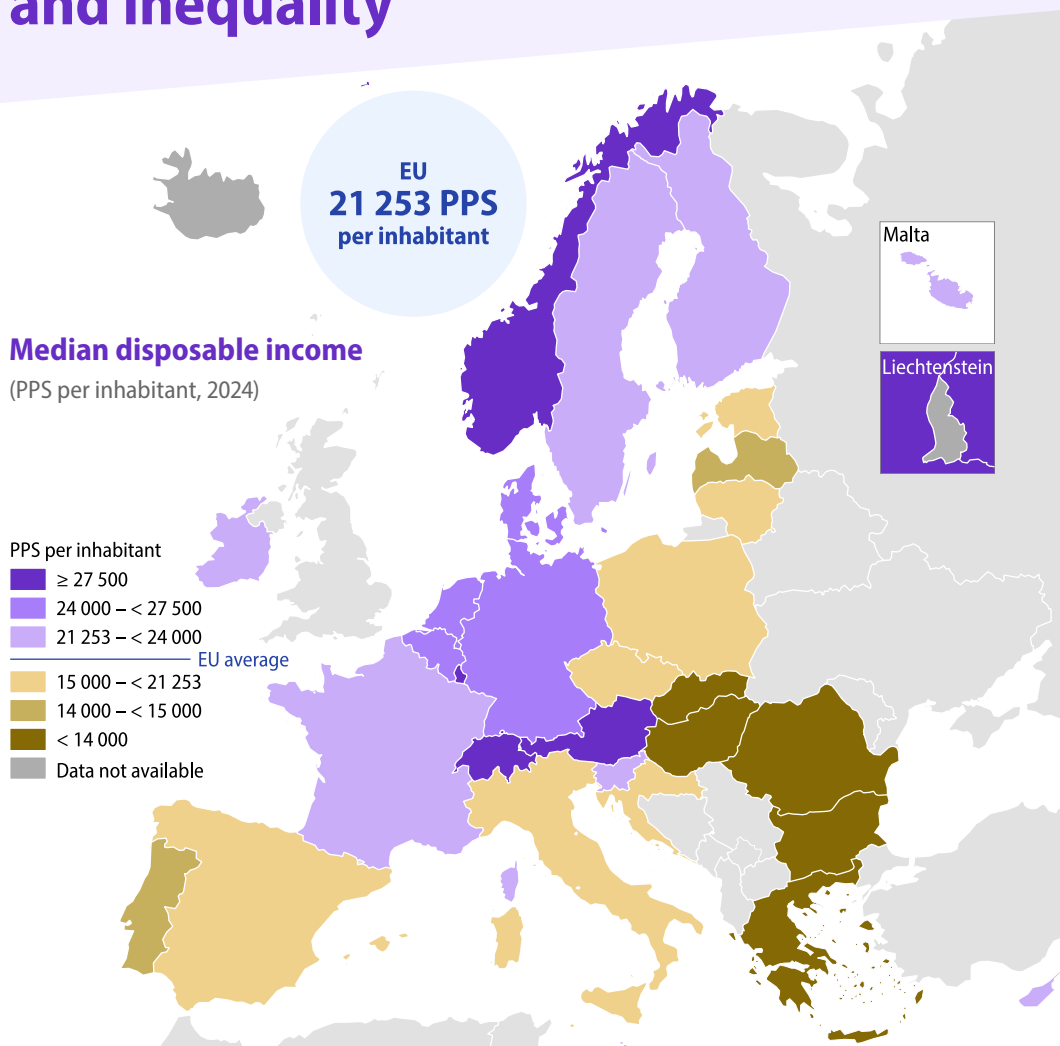 and inequality
EU
21 253 PPS
per inhabitant
Malta
Liechtenstein
Median disposable income
(PPS per inhabitant, 2024)
PPS per inhabitant
≥ 27 500
24 000 – < 27 500
21 253 – < 24 000
EU average
15 000 – < 21 253
14 000 – < 15 000
< 14 000
Data not available